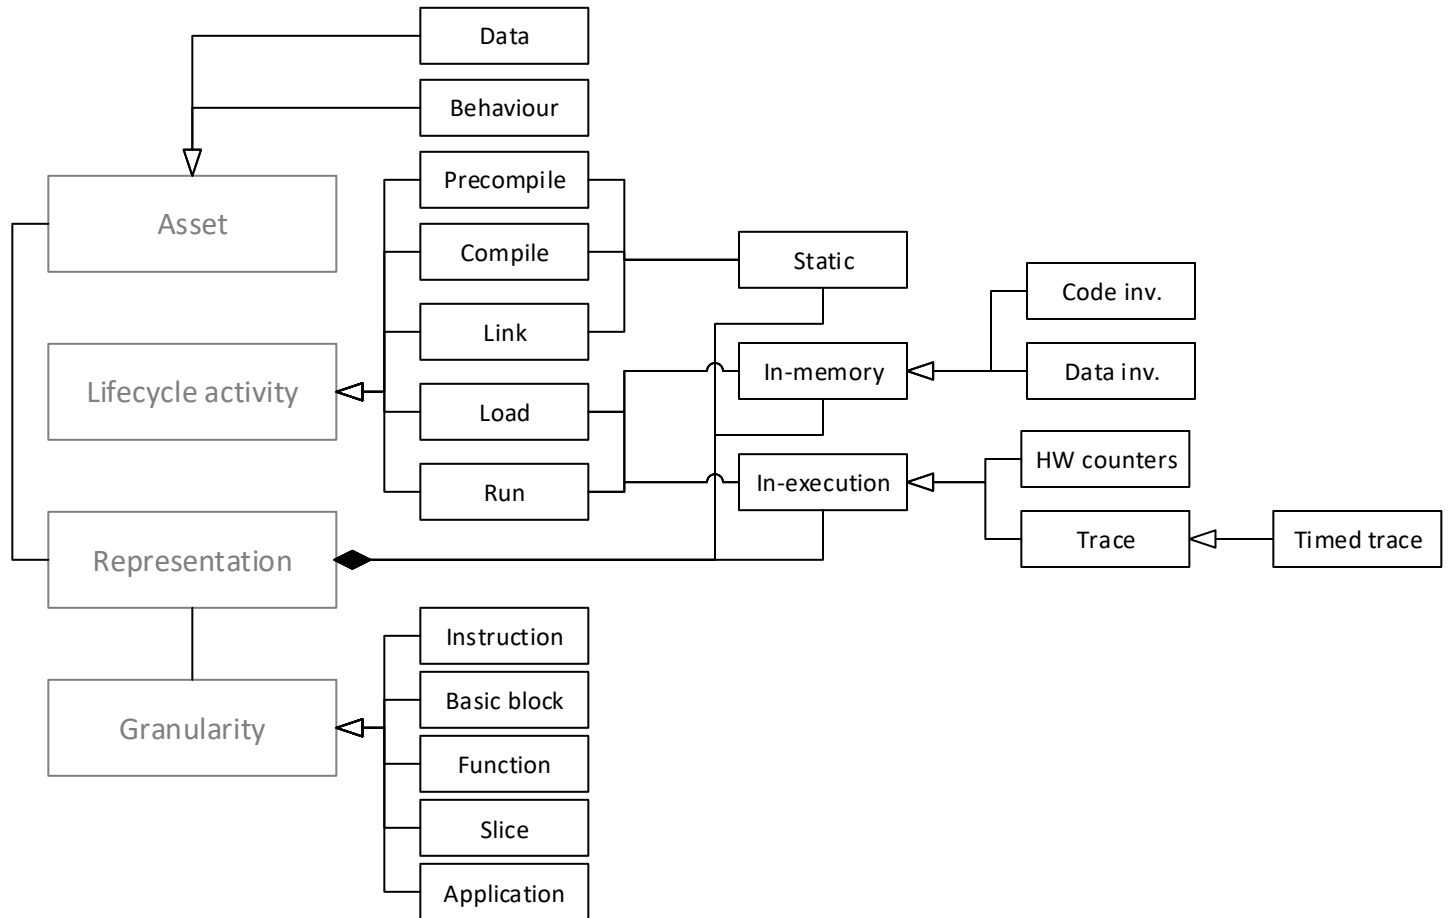 Data
Behaviour
Precompile
Asset
Compile
Static
Code inv.
Link
Lifecycle activity
In-memory
Data inv.
Load
HW counters
Run
In-execution
Trace
Timed trace
Representation
Instruction
Basic block
Granularity
Function
Slice
Application